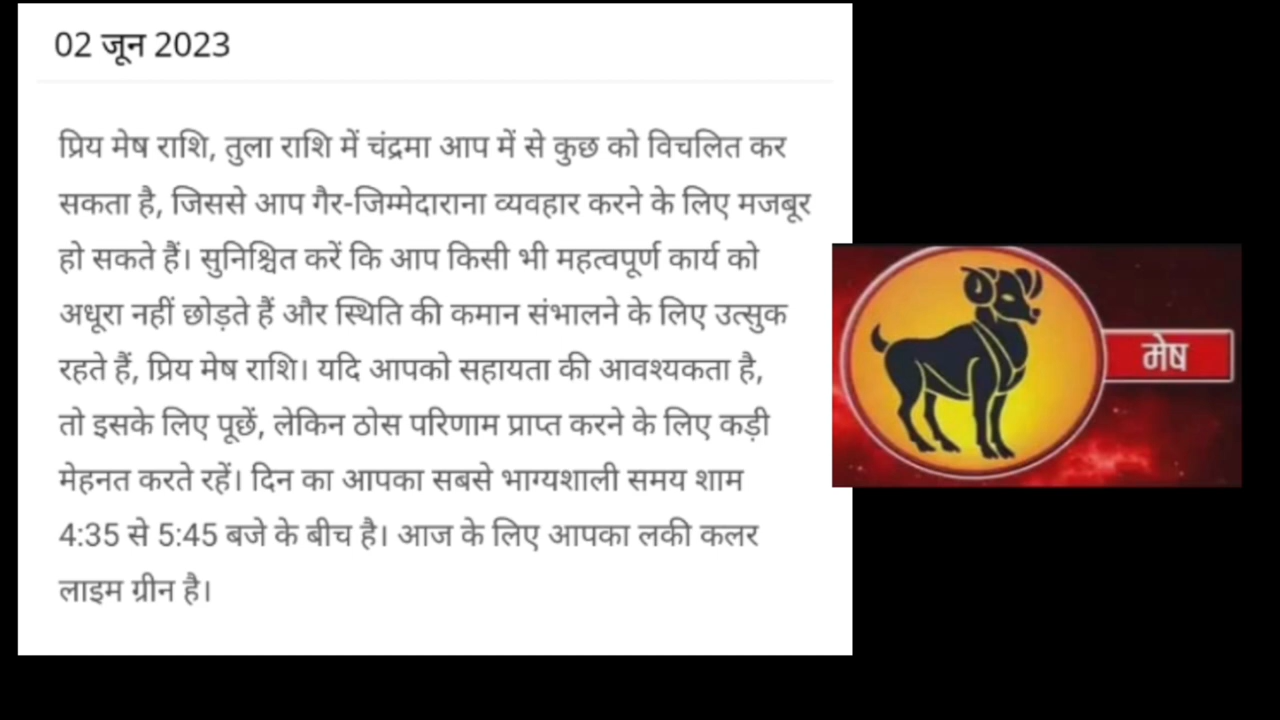 02 जून 2023
प्रिय मेष राशि, तुला राशि में चंद्रमा आप में से कुछ को विचलित कर
सकता है, जिससे आप गैर-जिम्मेदाराना व्यवहार करने के लिए मजबूर
हो सकते हैं। सुनिश्चित करें कि आप किसी भी महत्वपूर्ण कार्य को
अधूरा नहीं छोड़ते हैं और स्थिति की कमान संभालने के लिए उत्सुक
रहते हैं, प्रिय मेष राशि। यदि आपको सहायता की आवश्यकता है,
तो इसके लिए पूछें, लेकिन ठोस परिणाम प्राप्त करने के लिए कड़ी
मेहनत करते रहें। दिन का आपका सबसे भाग्यशाली समय शाम
4:35 से 5:45 बजे के बीच है। आज के लिए आपका लकी कलर
लाइम ग्रीन है।
मेष